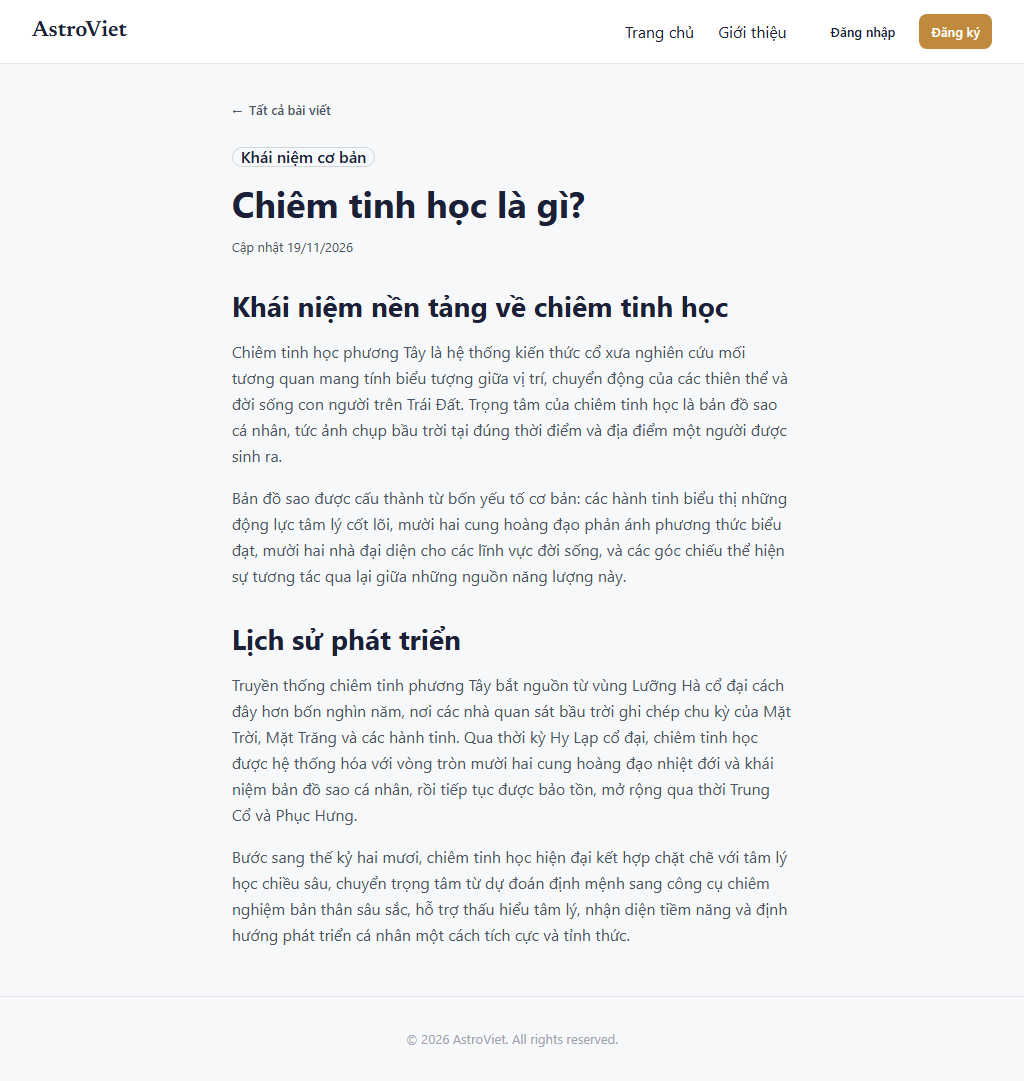 AstroViet
Trang chủ
Giới thiệu
Đăng nhập
Đăng ký
← Tất cả bài viết
Khái niệm cơ bản
Chiêm tinh học là gì?
Cập nhật 19/11/2026
Khái niệm nền tảng về chiêm tinh học
Chiêm tinh học phương Tây là hệ thống kiến thức cổ xưa nghiên cứu mối
tương quan mang tính biểu tượng giữa vị trí, chuyển động của các thiên thể và
đời sống con người trên Trái Đất. Trọng tâm của chiêm tinh học là bản đồ sao
cá nhân, tức ảnh chụp bầu trời tại đúng thời điểm và địa điểm một người được
sinh ra.
Bản đồ sao được cấu thành từ bốn yếu tố cơ bản: các hành tinh biểu thị những
động lực tâm lý cốt lõi, mười hai cung hoàng đạo phản ánh phương thức biểu
đạt, mười hai nhà đại diện cho các lĩnh vực đời sống, và các góc chiếu thể hiện
sự tương tác qua lại giữa những nguồn năng lượng này.
Lịch sử phát triển
Truyền thống chiêm tinh phương Tây bắt nguồn từ vùng Lưỡng Hà cổ đại cách
đây hơn bốn nghìn năm, nơi các nhà quan sát bầu trời ghi chép chu kỳ của Mặt
Trời, Mặt Trăng và các hành tinh. Qua thời kỳ Hy Lạp cổ đại, chiêm tinh học
được hệ thống hóa với vòng tròn mười hai cung hoàng đạo nhiệt đới và khái
niệm bản đồ sao cá nhân, rồi tiếp tục được bảo tồn, mở rộng qua thời Trung
Cổ và Phục Hưng.
Bước sang thế kỷ hai mươi, chiêm tinh học hiện đại kết hợp chặt chẽ với tâm lý
học chiều sâu, chuyển trọng tâm từ dự đoán định mệnh sang công cụ chiêm
nghiệm bản thân sâu sắc, hỗ trợ thấu hiểu tâm lý, nhận diện tiềm năng và định
hướng phát triển cá nhân một cách tích cực và tỉnh thức.
© 2026 AstroViet. All rights reserved.